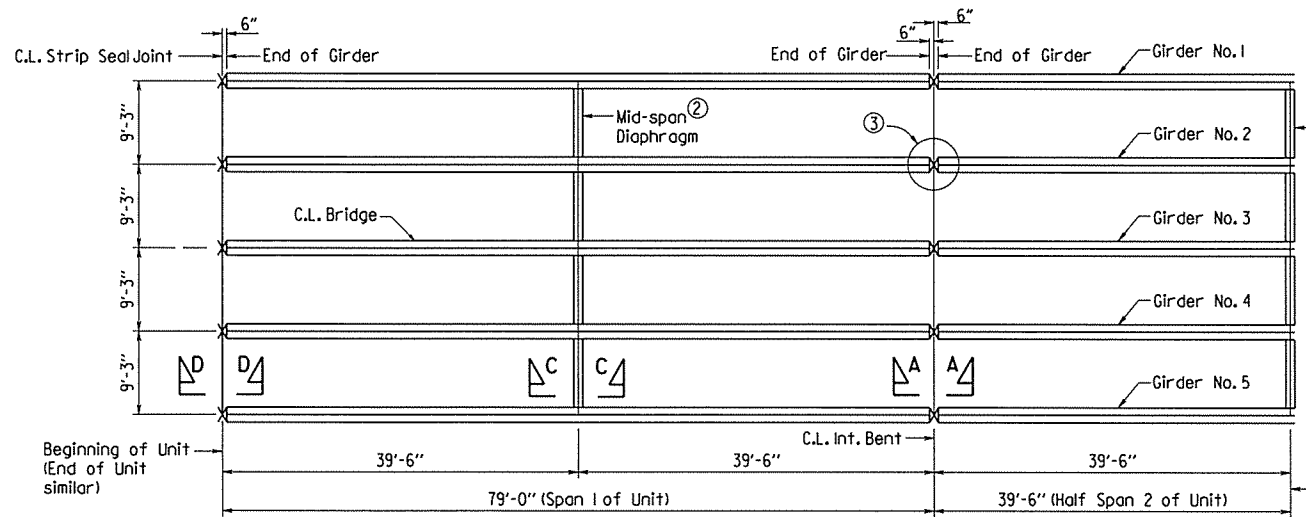 6"
6"
6"
C.L. Strip Seal Joint
End of Girder
End of Girder
End of Girder
Girder No. 1
9'-3"
Mid-span ②
Diaphragm
③
Girder No. 2
9'-3"
C.L. Bridge
Girder No. 3
9'-3"
Girder No. 4
9'-3"
D D
C C
A A
Girder No. 5
C.L. Int. Bent
Beginning of Unit
(End of Unit
similar)
39'-6"
39'-6"
39'-6"
79'-0" (Span 1 of Unit)
39'-6" (Half Span 2 of Unit)